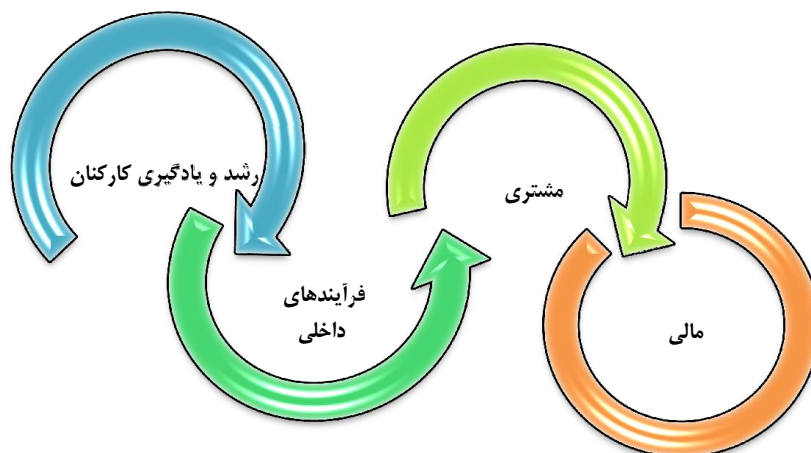 رشد و یادگیری کارکنان
فرآیندهای
داخلی
مشتری
مالی